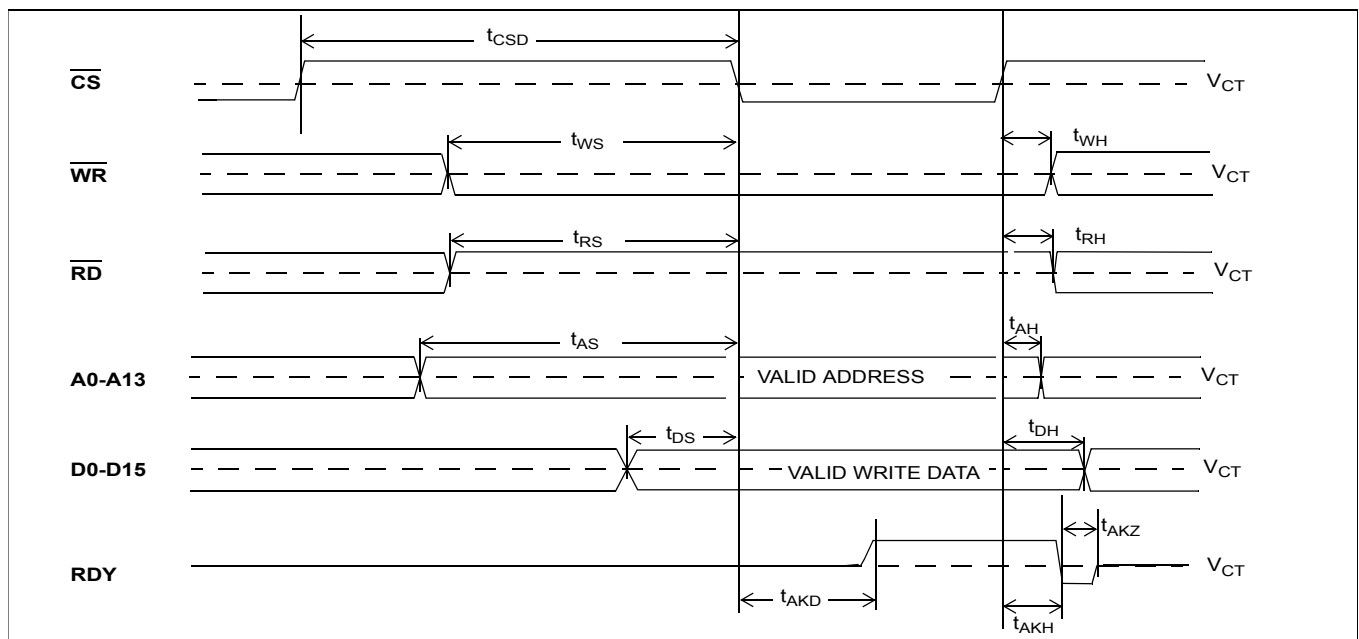 tCSD
CS VCT
tWS tWH
WR VCT
tRS tRH
RD VCT
tAS tAH
A0-A13 VALID ADDRESS VCT
tDS tDH
D0-D15 VALID WRITE DATA VCT
tAKZ
RDY VCT
tAKD
tAKH